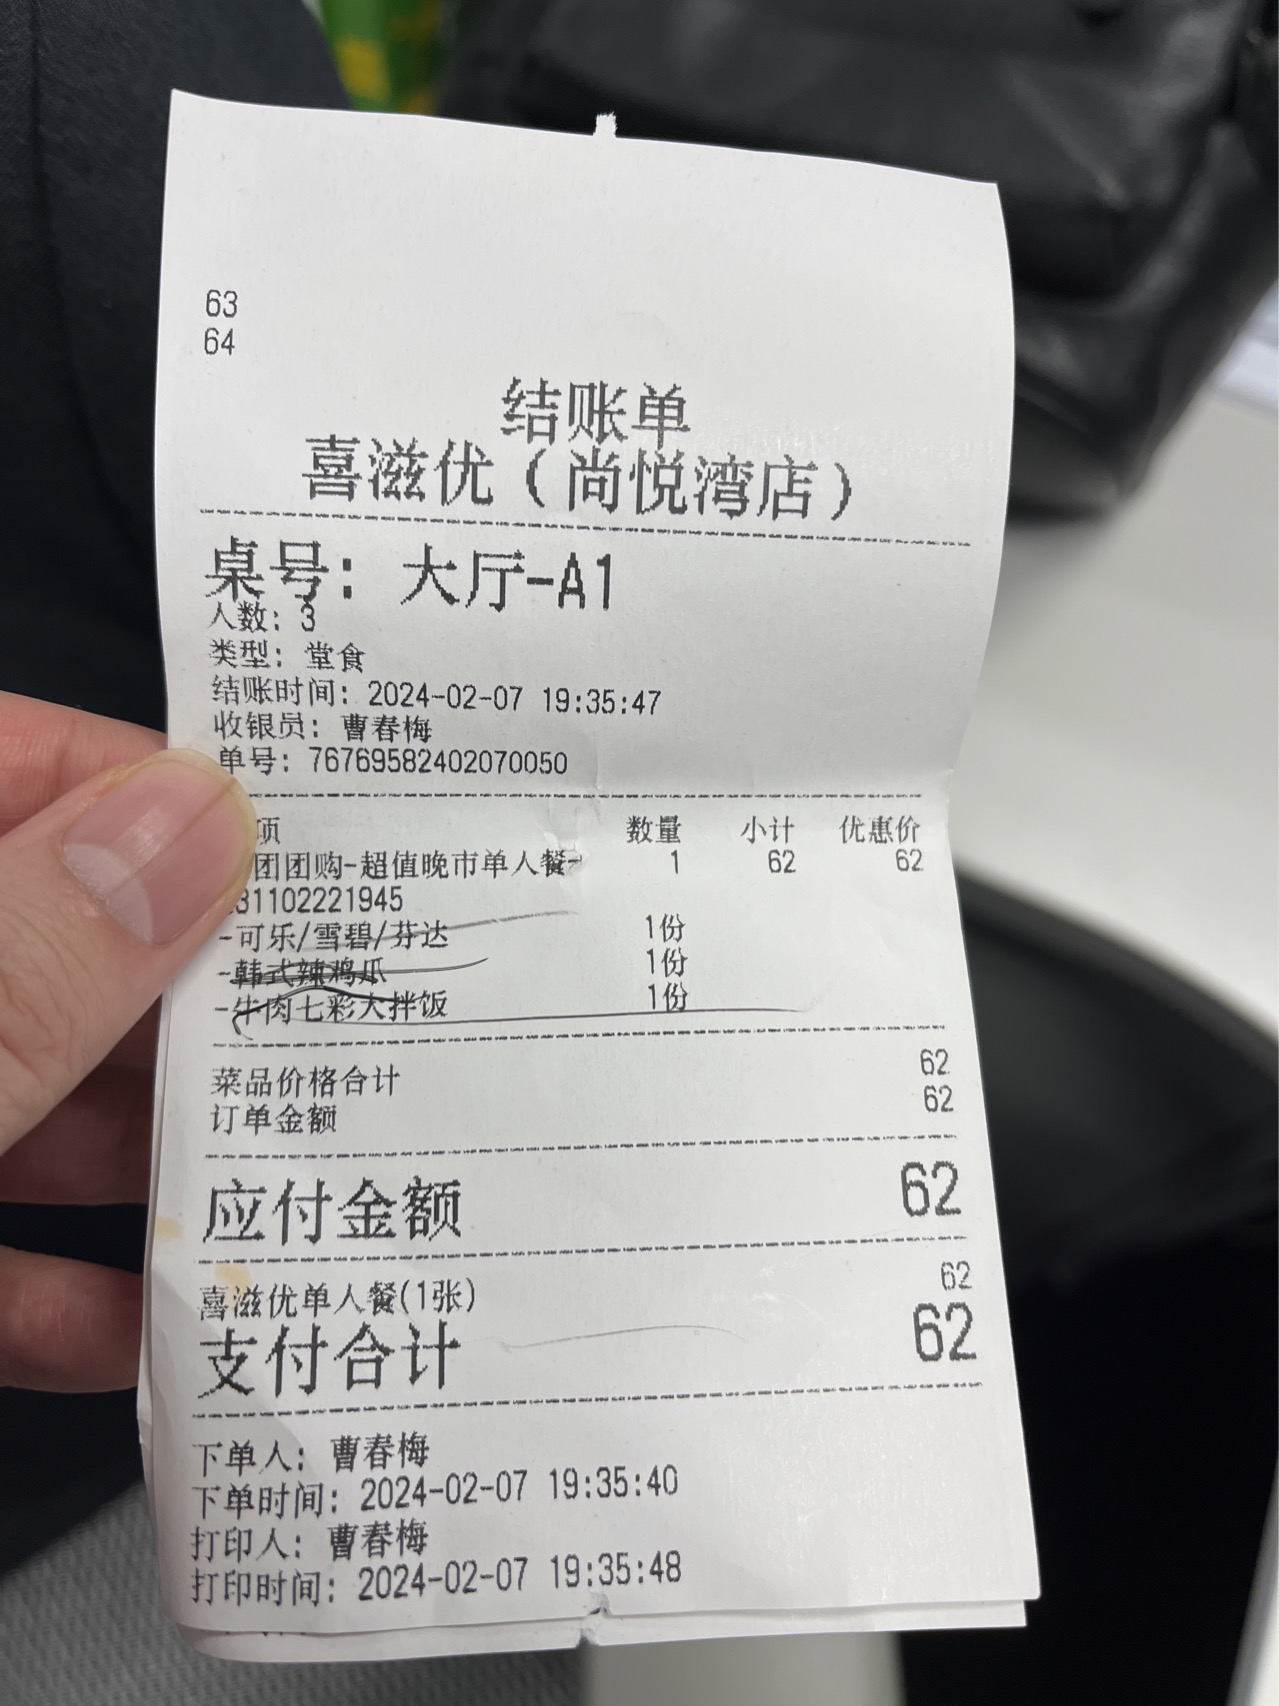 63
64
结账单
喜滋优（尚悦湾店）
桌号：大厅-A1
人数：3
类型：堂食
结账时间：2024-02-07 19:35:47
收银员：曹春梅
单号：76769582402070050
项 数量 小计 优惠价
团团购-超值晚市单人餐- 1 62 62
31102221945
-可乐/雪碧/芬达 1份
-韩式辣鸡爪 1份
-牛肉七彩大拌饭 1份
菜品价格合计 62
订单金额 62
应付金额 62
喜滋优单人餐(1张) 62
支付合计 62
下单人：曹春梅
下单时间：2024-02-07 19:35:40
打印人：曹春梅
打印时间：2024-02-07 19:35:48